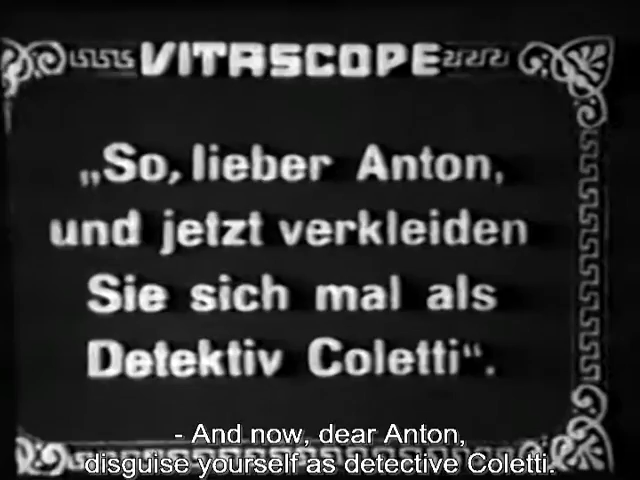 VITASCOPE
„So, lieber Anton,
und jetzt verkleiden
Sie sich mal als
Detektiv Coletti“.
- And now, dear Anton,
disguise yourself as detective Coletti.